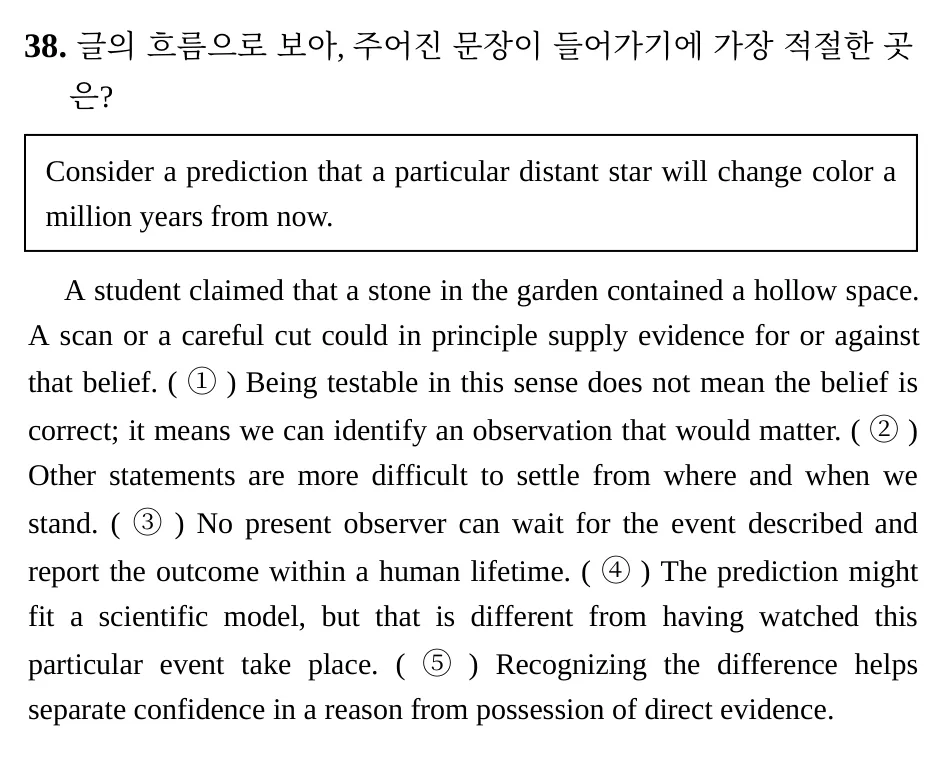 38. 글의 흐름으로 보아, 주어진 문장이 들어가기에 가장 적절한 곳
은?
Consider a prediction that a particular distant star will change color a
million years from now.
A student claimed that a stone in the garden contained a hollow space.
A scan or a careful cut could in principle supply evidence for or against
that belief. ( ① ) Being testable in this sense does not mean the belief is
correct; it means we can identify an observation that would matter. ( ② )
Other statements are more difficult to settle from where and when we
stand. ( ③ ) No present observer can wait for the event described and
report the outcome within a human lifetime. ( ④ ) The prediction might
fit a scientific model, but that is different from having watched this
particular event take place. ( ⑤ ) Recognizing the difference helps
separate confidence in a reason from possession of direct evidence.